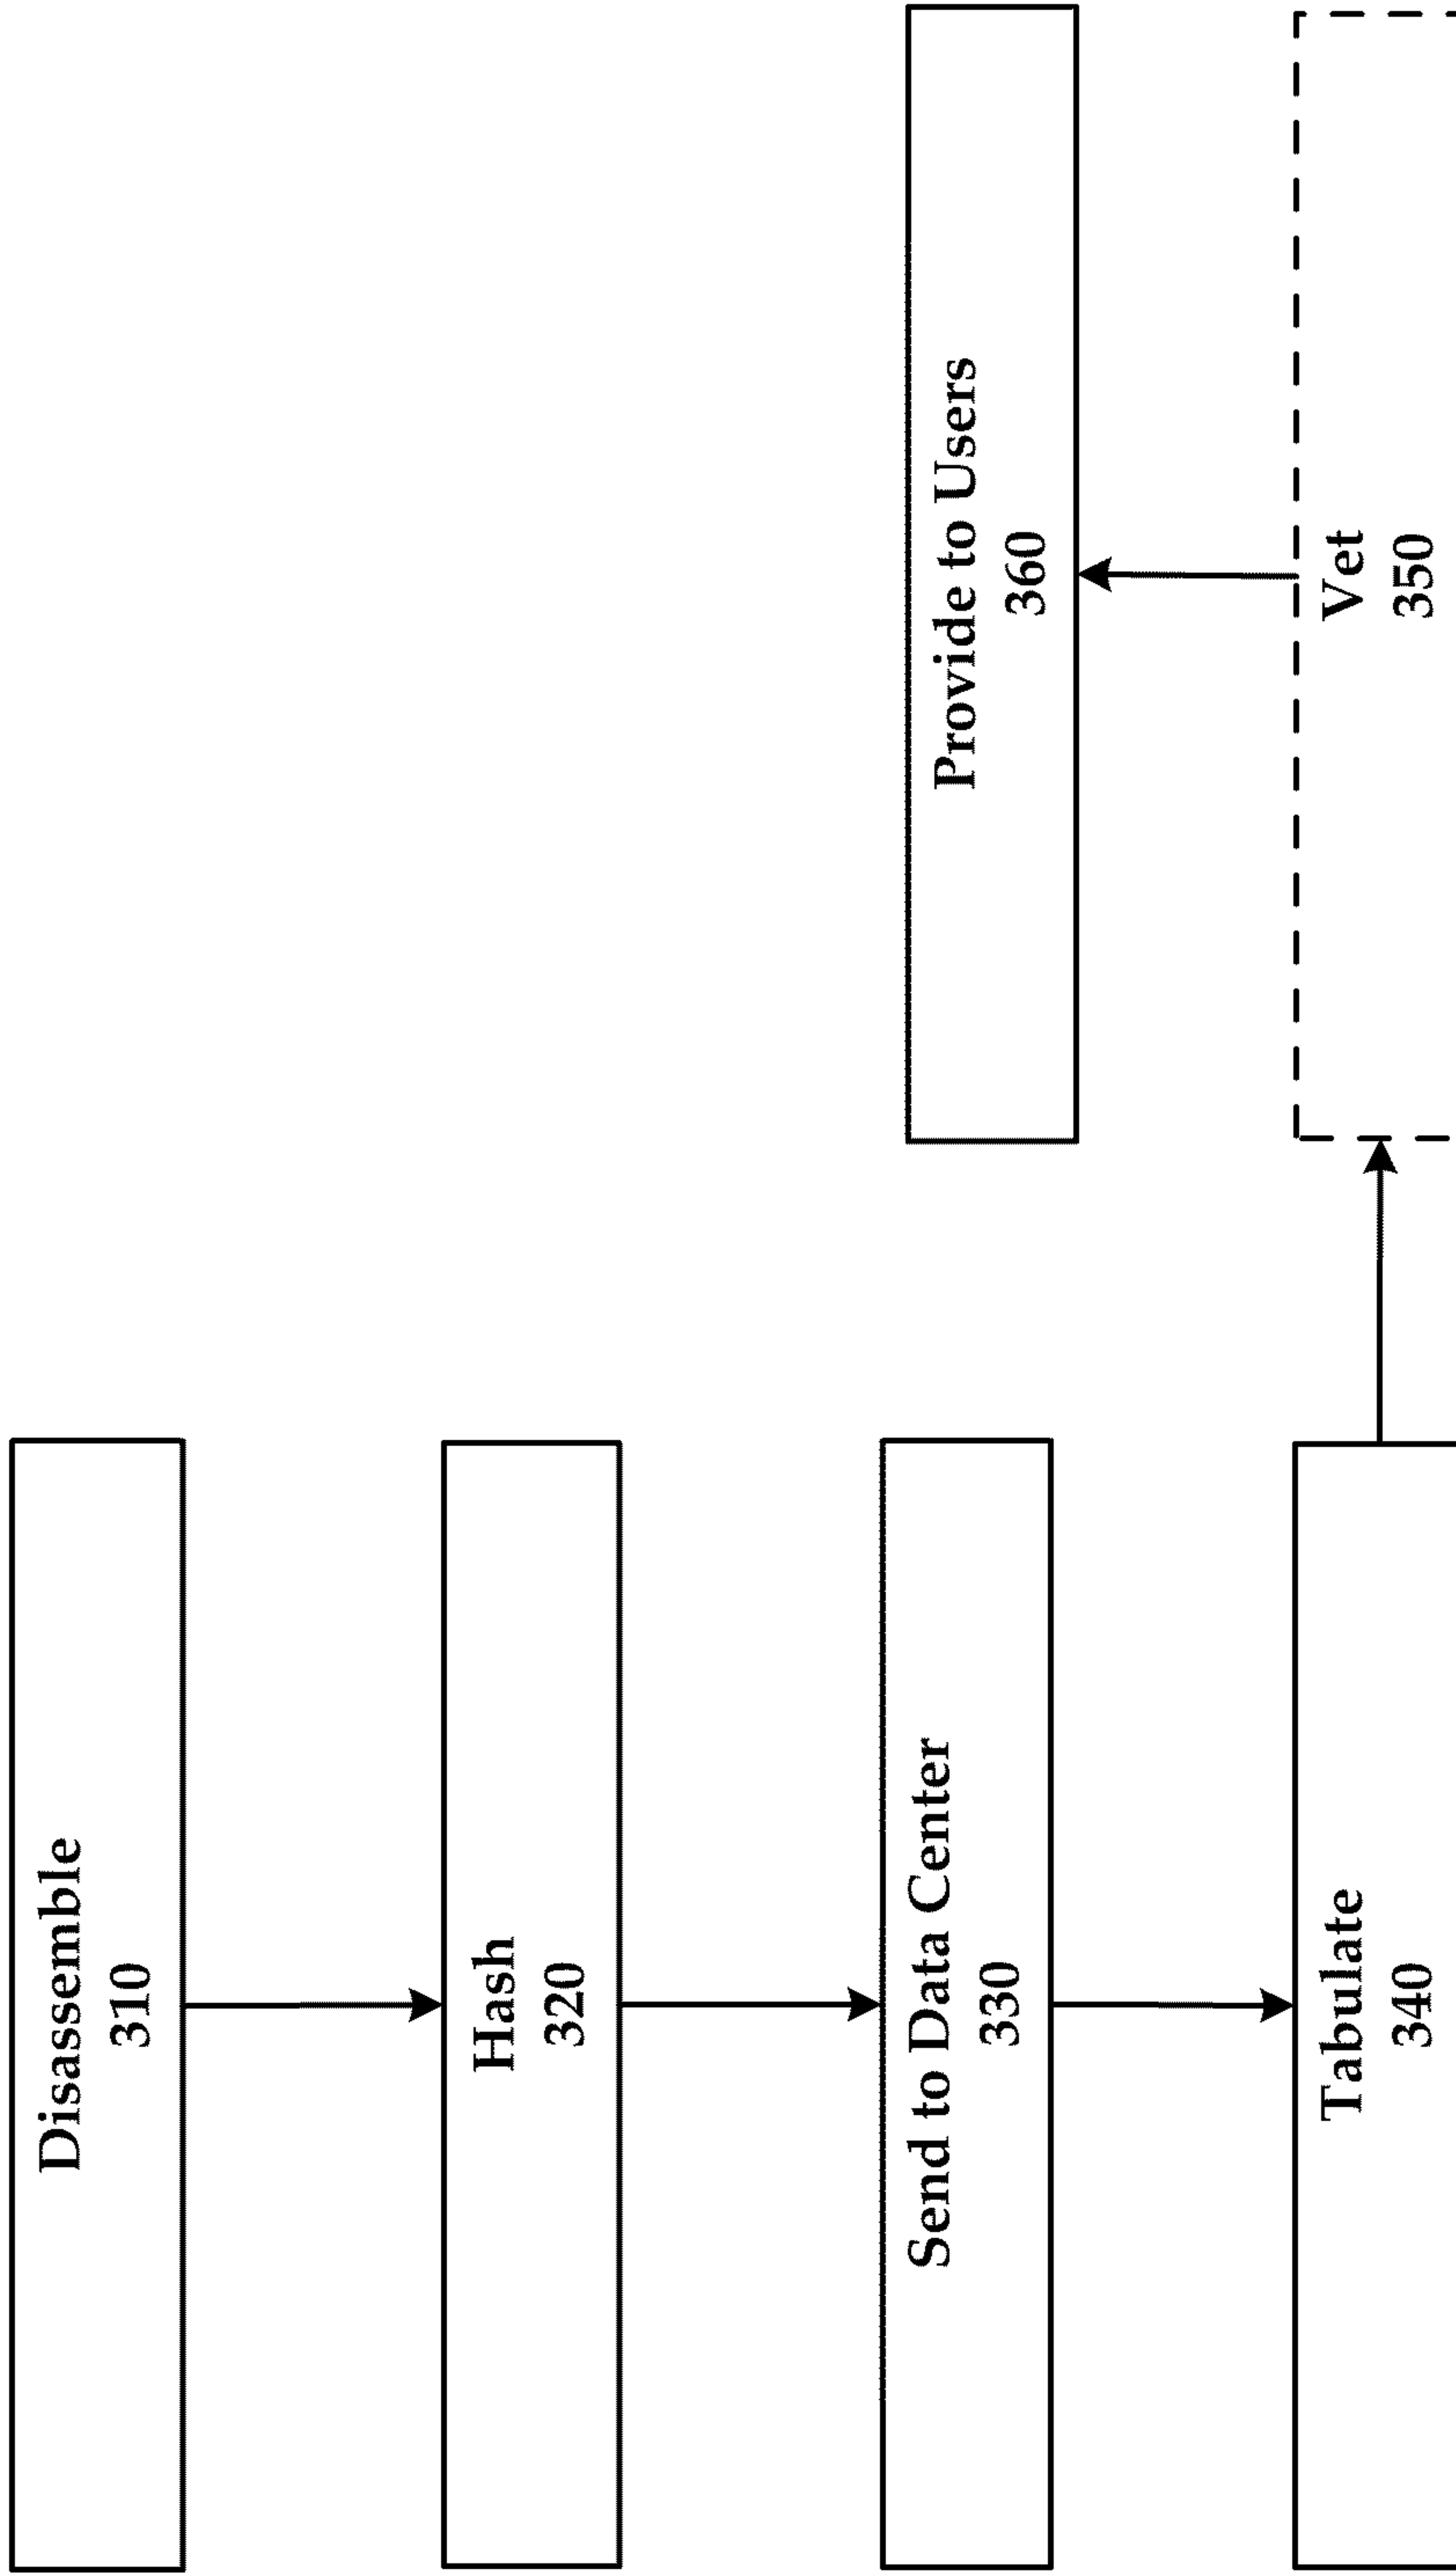 Disassemble
310
Hash
320
Send to Data Center
330
Tabulate
340
Vet
350
Provide to Users
360